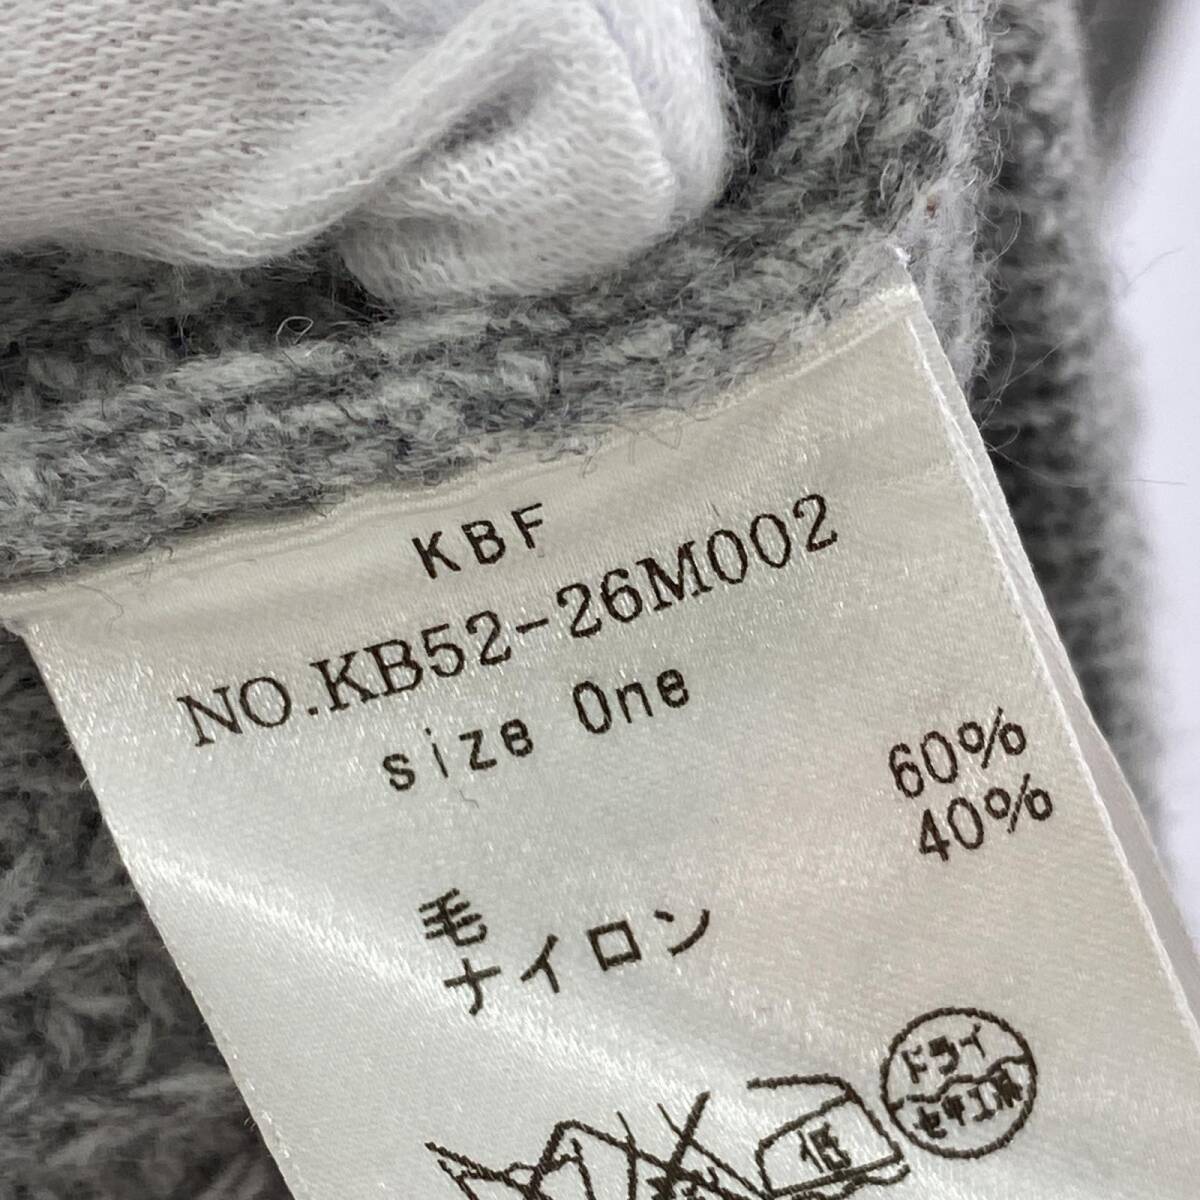 KBF
NO.KB52-26M002
size One
毛 60%
ナイロン 40%
ドライ
セキユ系
低